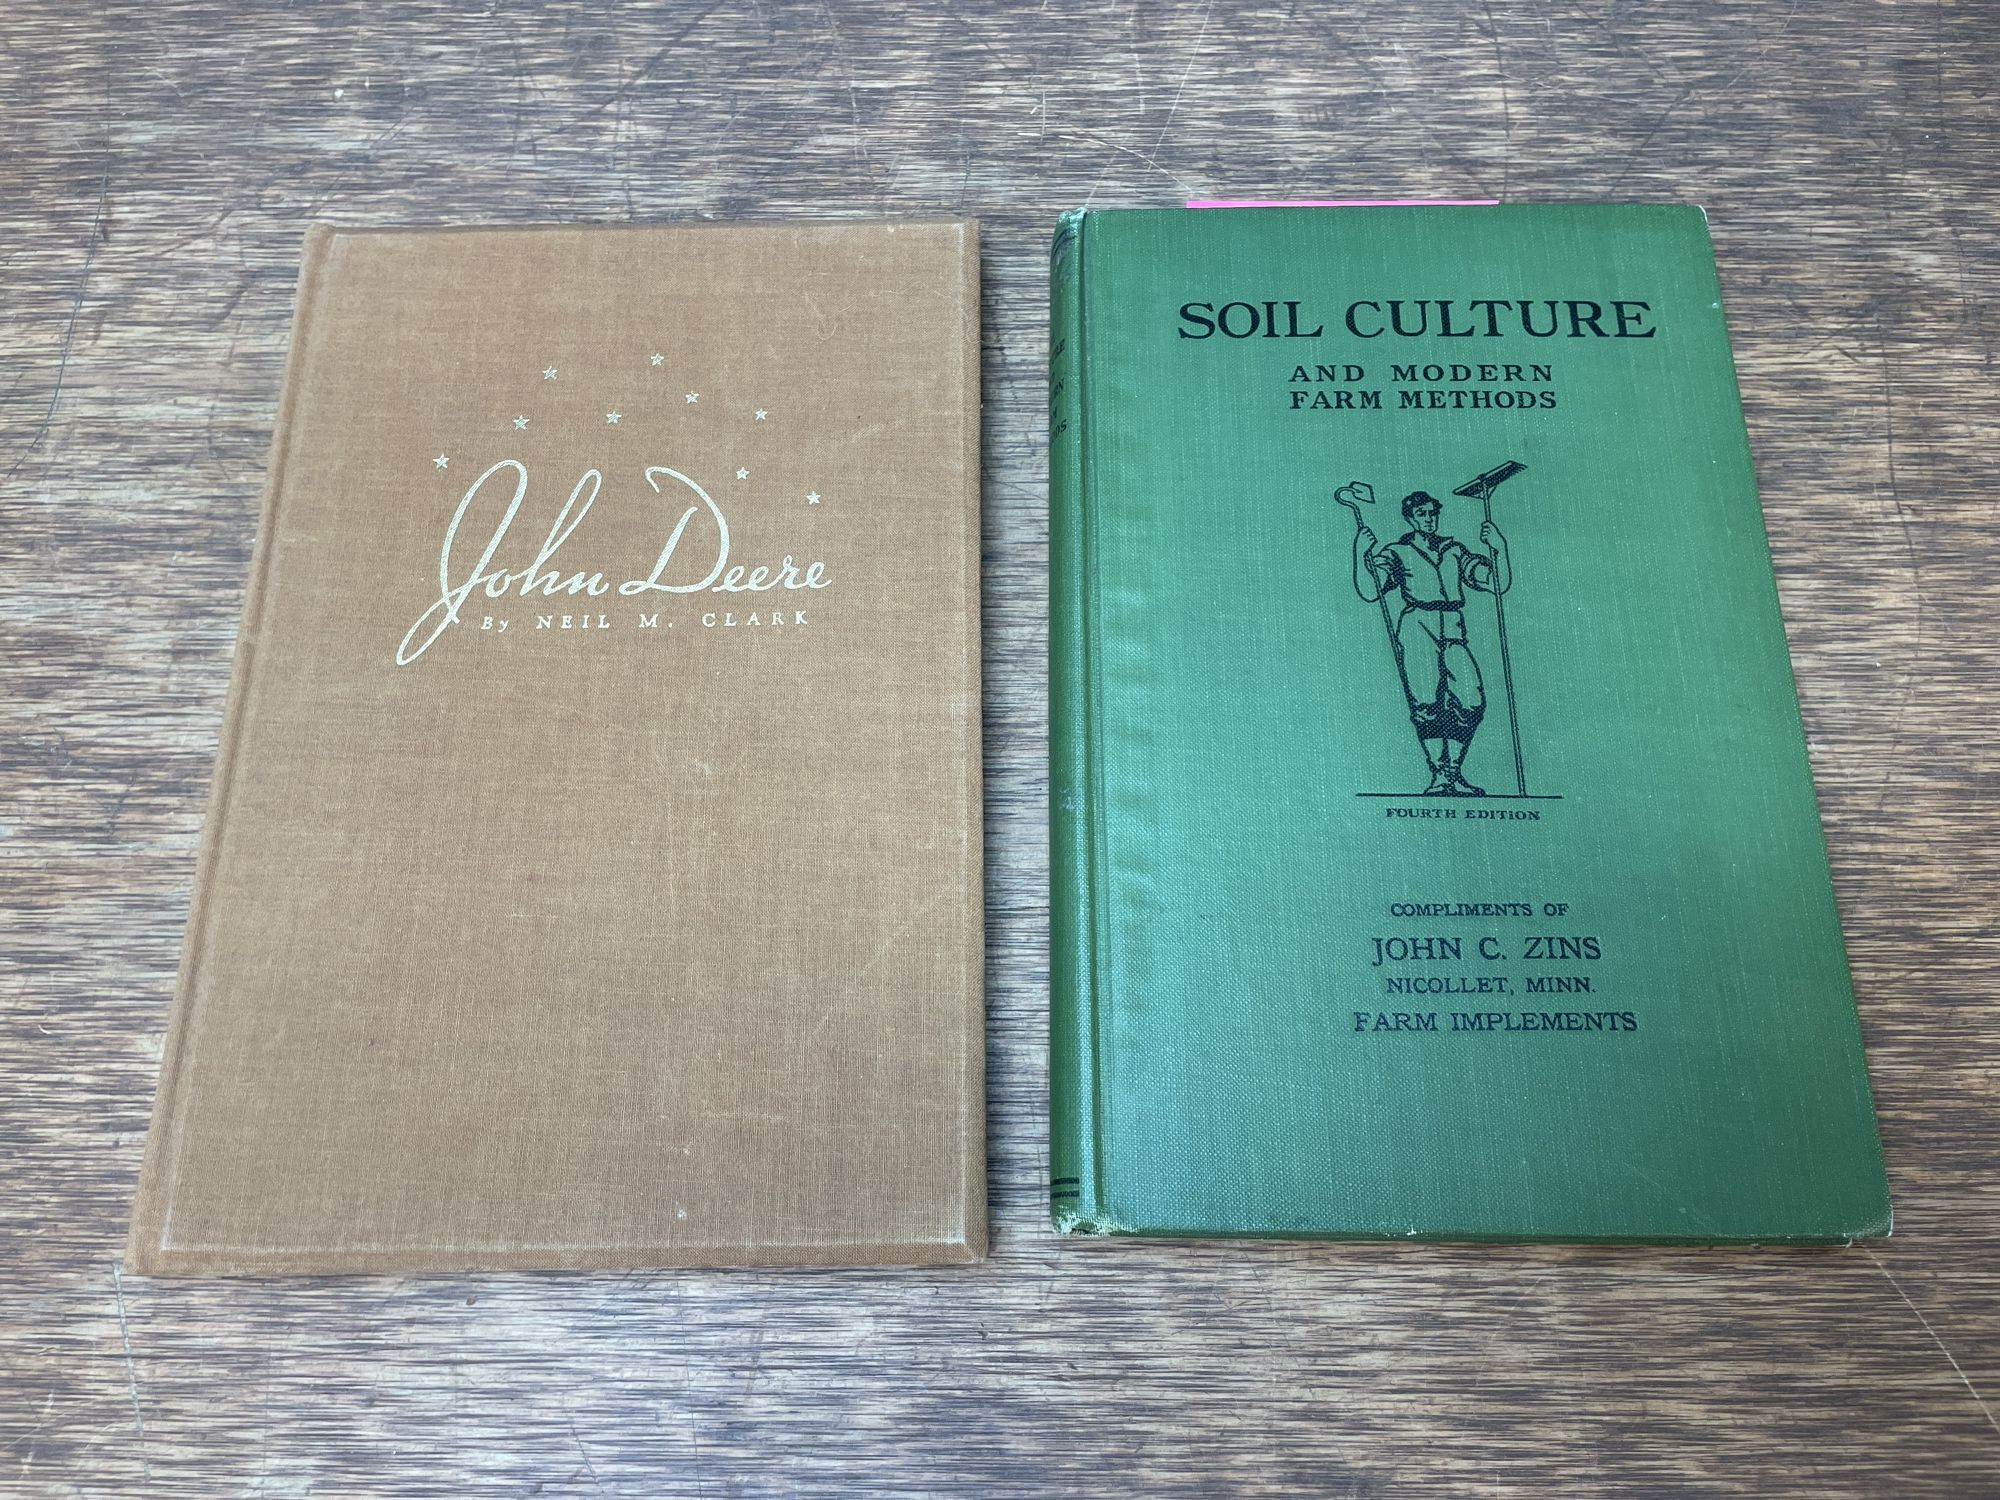 John Deere
By NEIL M. CLARK
SOIL CULTURE
AND MODERN
FARM METHODS
FOURTH EDITION
COMPLIMENTS OF
JOHN C. ZINS
NICOLLET, MINN.
FARM IMPLEMENTS